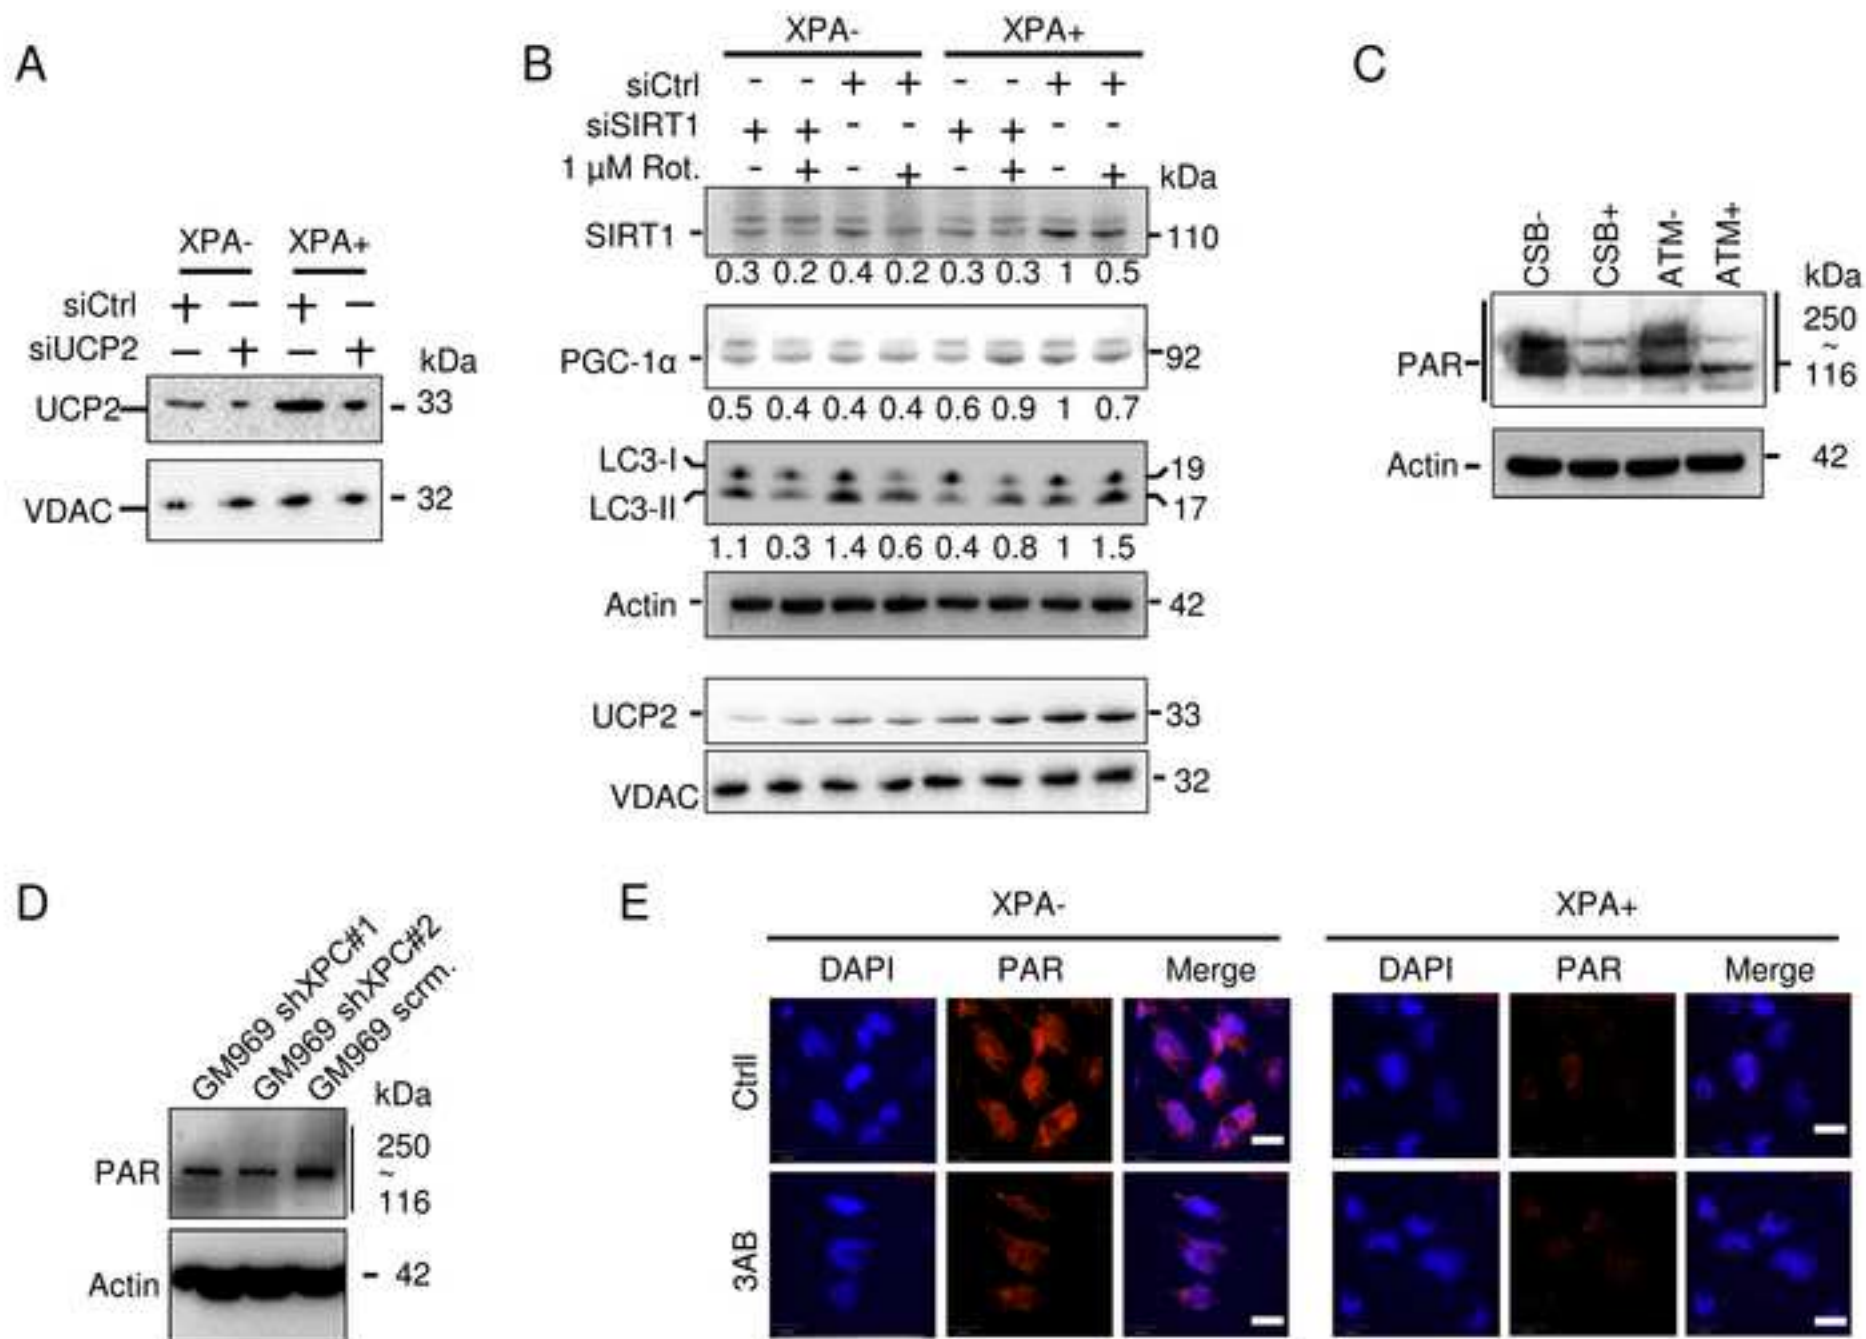 A
XPA- XPA+
siCtrl + – + –
siUCP2 – + – + kDa
UCP2 33
VDAC 32
B
XPA- XPA+
siCtrl - - + + - - + +
siSIRT1 + + - - + + - -
1 µM Rot. - + - + - + - + kDa
SIRT1 110
0.3 0.2 0.4 0.2 0.3 0.3 1 0.5
PGC-1α 92
0.5 0.4 0.4 0.4 0.6 0.9 1 0.7
LC3-I 19
LC3-II 17
1.1 0.3 1.4 0.6 0.4 0.8 1 1.5
Actin 42
UCP2 33
VDAC 32
C
CSB- CSB+ ATM- ATM+ kDa
PAR 250
~
116
Actin 42
D
GM969 shXPC#1
GM969 shXPC#2
GM969 scrm.
kDa
PAR 250
~
116
Actin 42
E
XPA- XPA+
DAPI PAR Merge DAPI PAR Merge
Ctrll
3AB